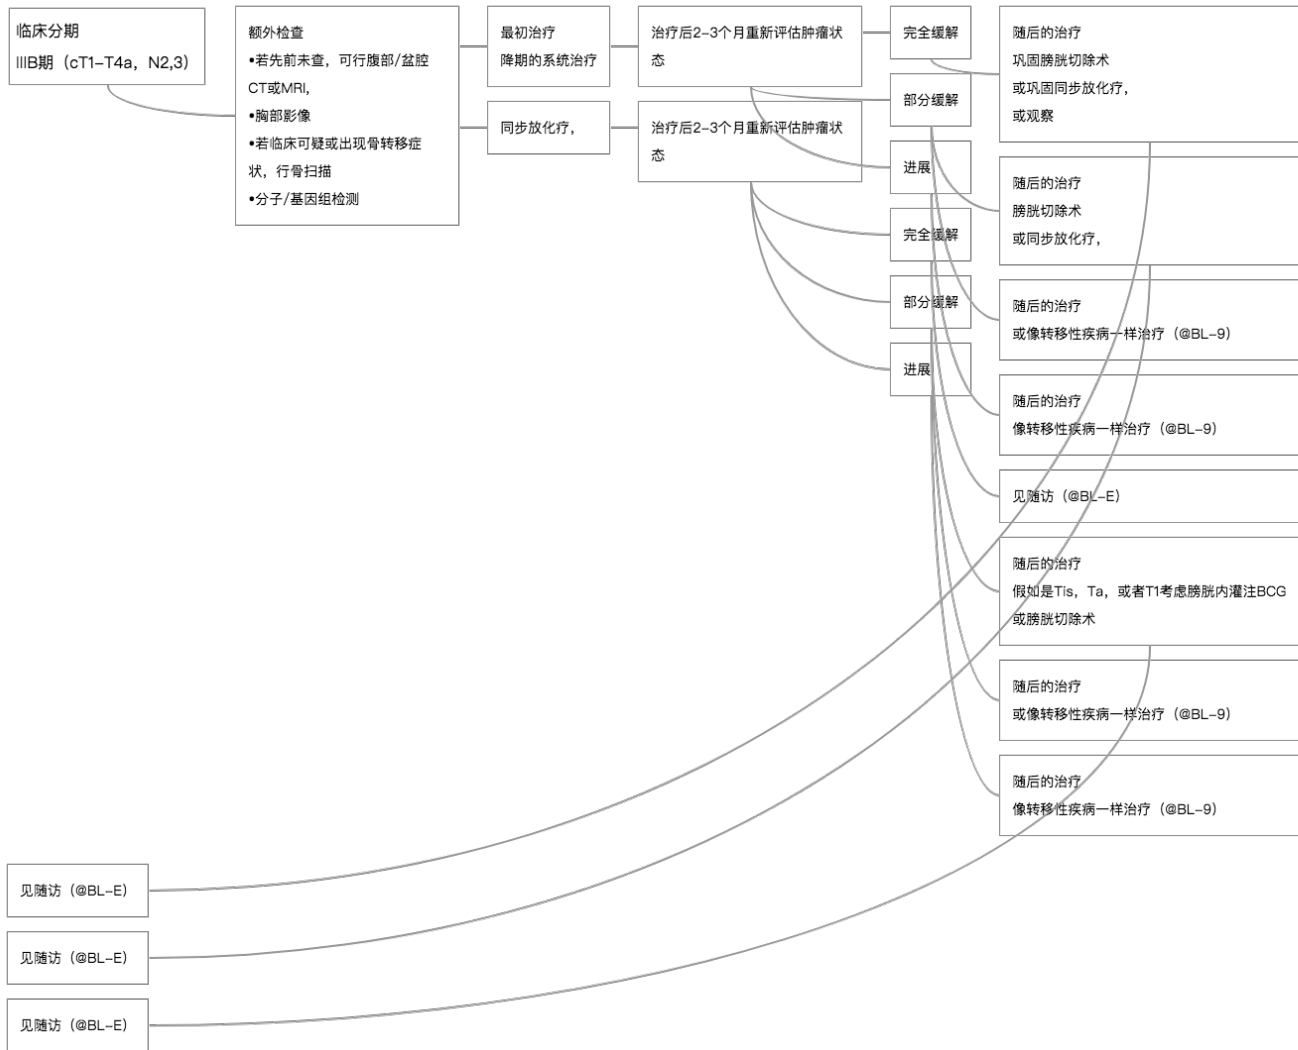 临床分期
IIIB期（cT1-T4a，N2,3）
额外检查
•若先前未查，可行腹部/盆腔
CT或MRI,
•胸部影像
•若临床可疑或出现骨转移症
状，行骨扫描
•分子/基因组检测
最初治疗
降期的系统治疗
同步放化疗，
治疗后2-3个月重新评估肿瘤状
态
治疗后2-3个月重新评估肿瘤状
态
完全缓解
部分缓解
进展
完全缓解
部分缓解
进展
随后的治疗
巩固膀胱切除术
或巩固同步放化疗，
或观察
随后的治疗
膀胱切除术
或同步放化疗，
随后的治疗
或像转移性疾病一样治疗（@BL-9）
随后的治疗
像转移性疾病一样治疗（@BL-9）
见随访（@BL-E）
随后的治疗
假如是Tis，Ta，或者T1考虑膀胱内灌注BCG
或膀胱切除术
随后的治疗
或像转移性疾病一样治疗（@BL-9）
随后的治疗
像转移性疾病一样治疗（@BL-9）
见随访（@BL-E）
见随访（@BL-E）
见随访（@BL-E）